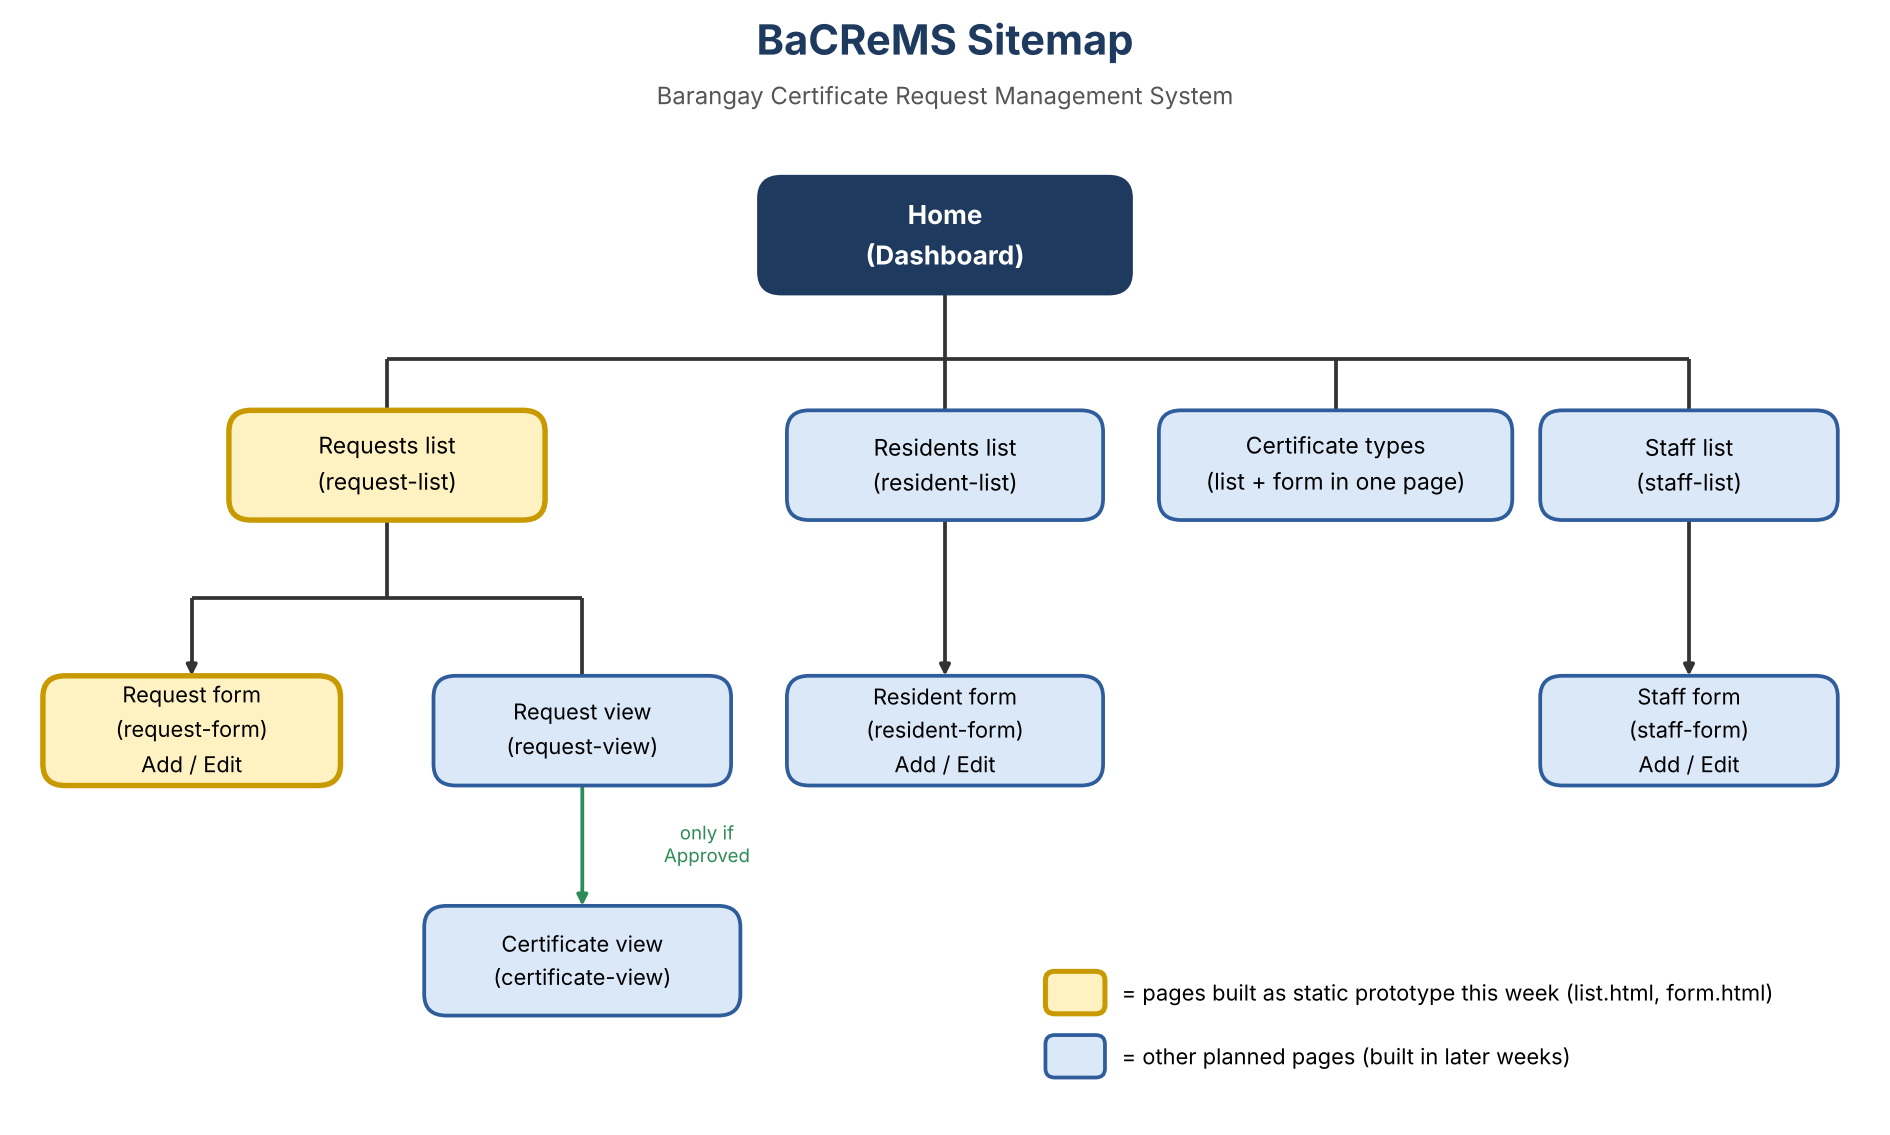 BaCReMS Sitemap
Barangay Certificate Request Management System
Home
(Dashboard)
Requests list
(request-list)
Residents list
(resident-list)
Certificate types
(list + form in one page)
Staff list
(staff-list)
Request form
(request-form)
Add / Edit
Request view
(request-view)
Resident form
(resident-form)
Add / Edit
Staff form
(staff-form)
Add / Edit
only if
Approved
Certificate view
(certificate-view)
= pages built as static prototype this week (list.html, form.html)
= other planned pages (built in later weeks)